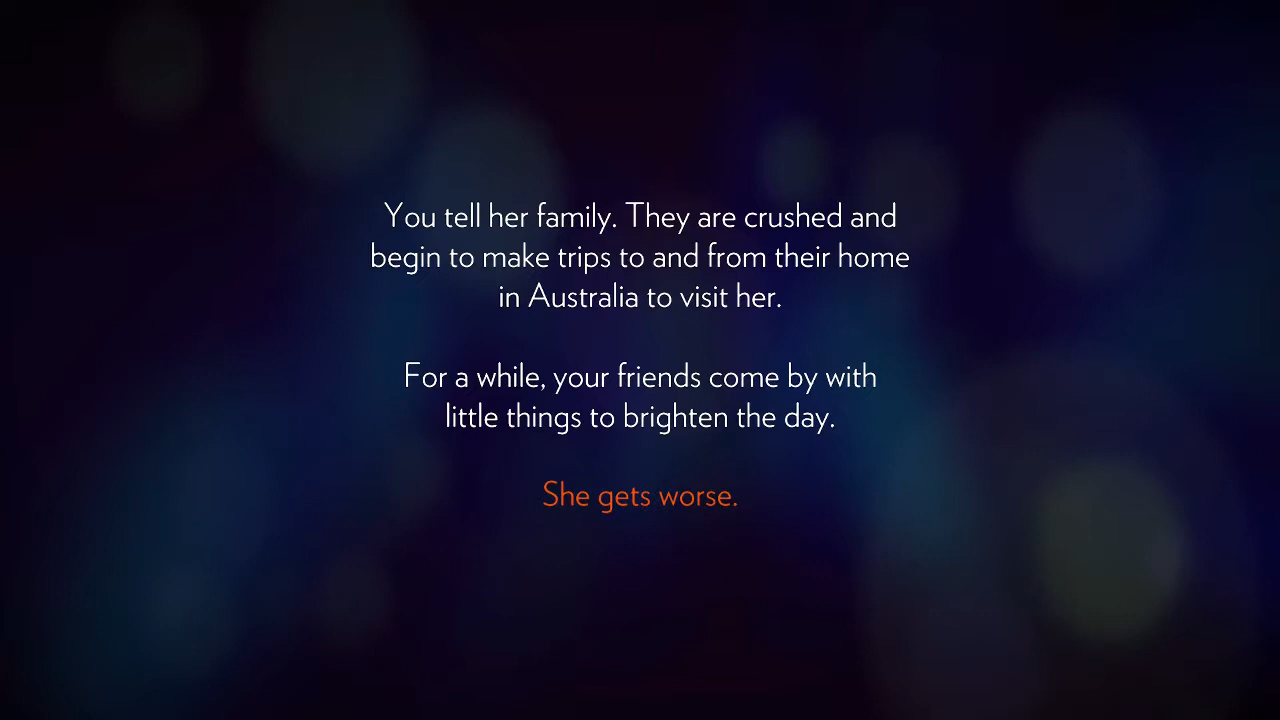 You tell her family. They are crushed and
begin to make trips to and from their home
in Australia to visit her.
For a while, your friends come by with
little things to brighten the day.
She gets worse.